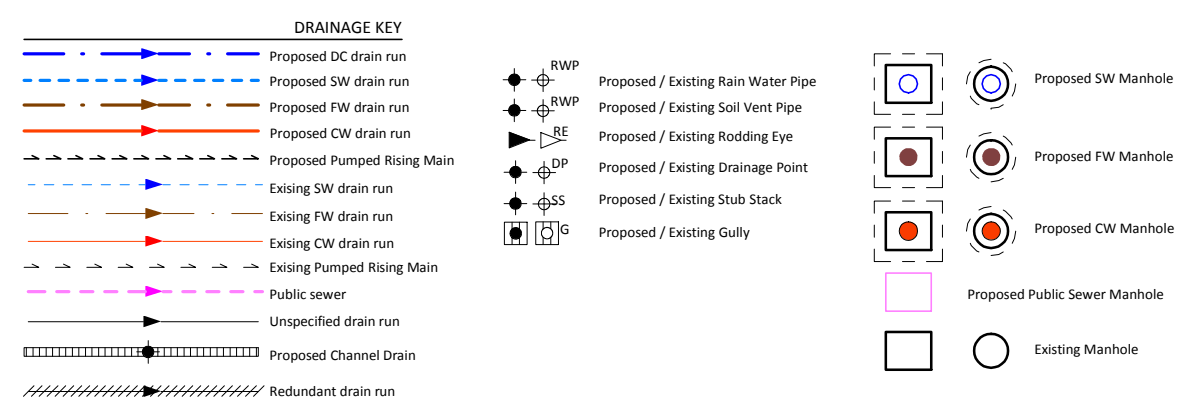 DRAINAGE KEY
Proposed DC drain run
Proposed SW drain run
Proposed FW drain run
Proposed CW drain run
Proposed Pumped Rising Main
Exising SW drain run
Exising FW drain run
Exising CW drain run
Exising Pumped Rising Main
Public sewer
Unspecified drain run
Proposed Channel Drain
Redundant drain run
RWP
Proposed / Existing Rain Water Pipe
RWP
Proposed / Existing Soil Vent Pipe
RE
Proposed / Existing Rodding Eye
DP
Proposed / Existing Drainage Point
SS
Proposed / Existing Stub Stack
G
Proposed / Existing Gully
Proposed SW Manhole
Proposed FW Manhole
Proposed CW Manhole
Proposed Public Sewer Manhole
Existing Manhole